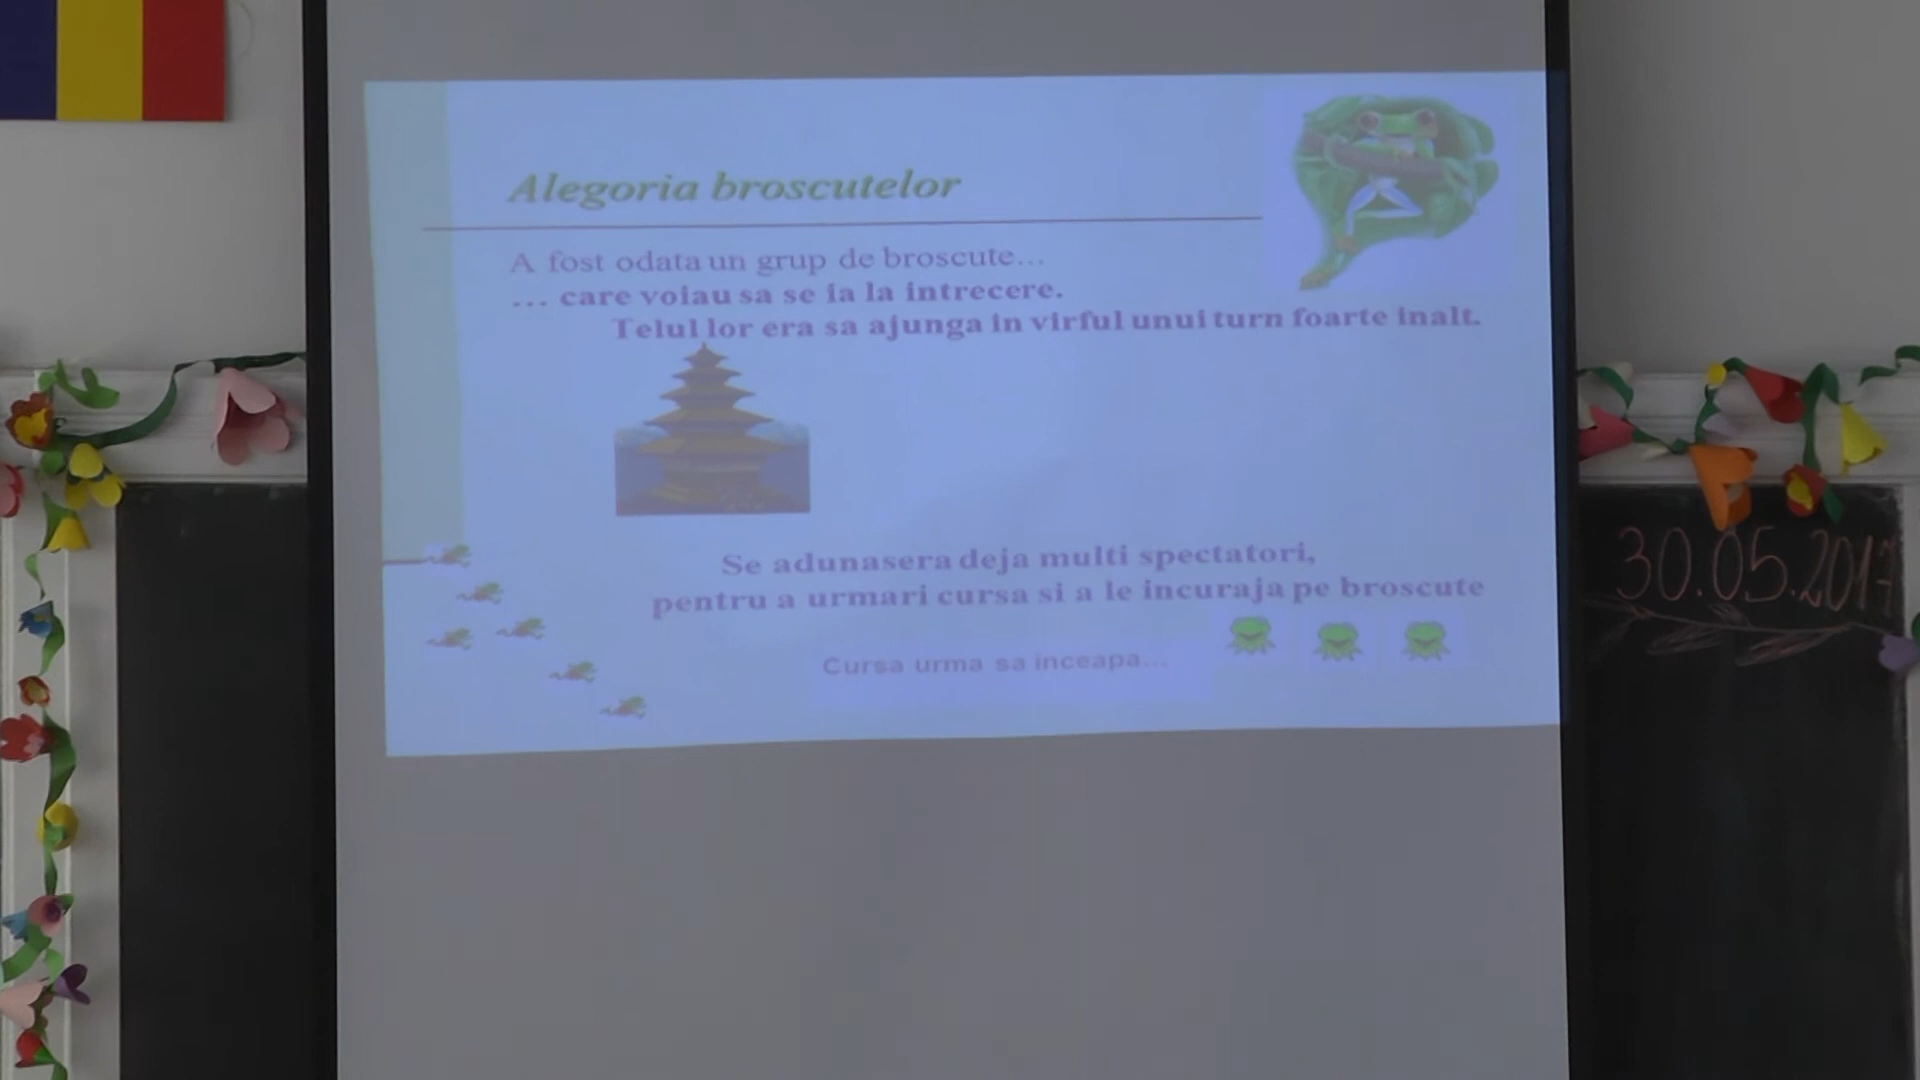 Alegoria broscutelor
A fost odata un grup de broscute...
... care voiau sa se ia la intrecere.
Telul lor era sa ajunga in virful unui turn foarte inalt.
Se adunasera deja multi spectatori,
pentru a urmari cursa si a le incuraja pe broscute
Cursa urma sa inceapa...
30.05.2017